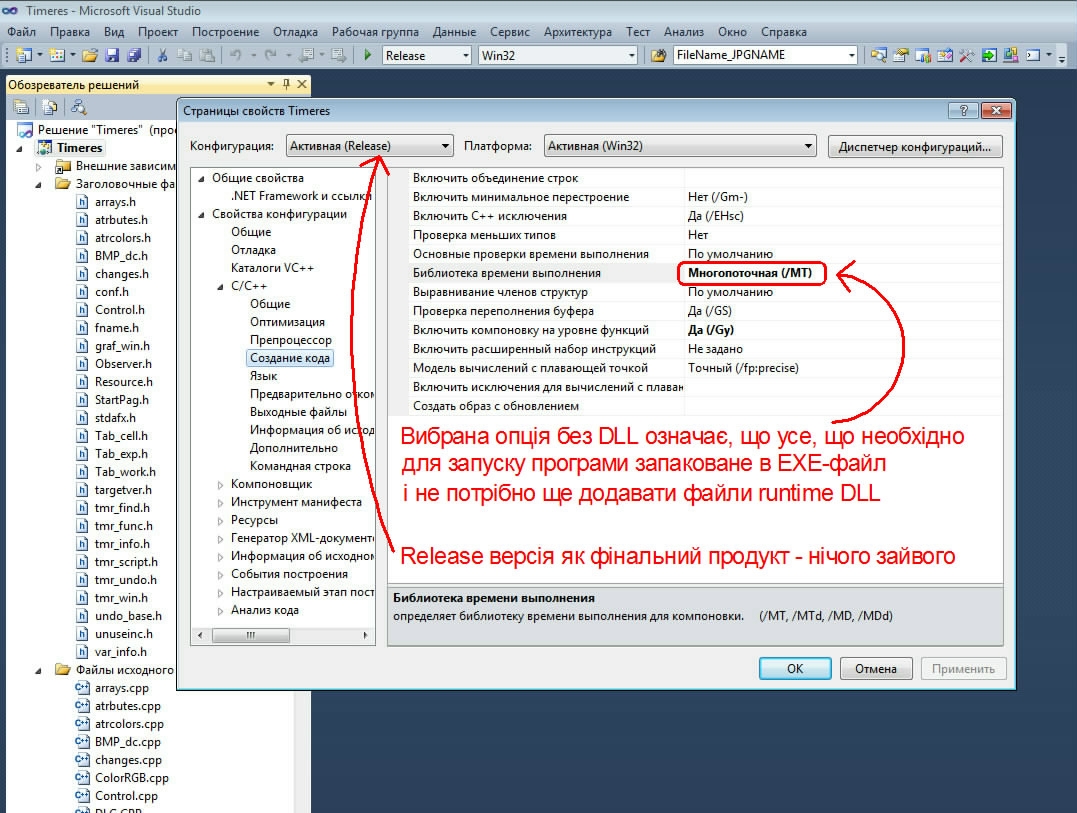 Timeres - Microsoft Visual Studio
Файл Правка Вид Проект Построение Отладка Рабочая группа Данные Сервис Архитектура Тест Анализ Окно Справка
Release Win32 FileName_JPGNAME
Обозреватель решений
Решение "Timeres" (прое
Timeres
Внешние зависим
Заголовочные фа
arrays.h
atrbutes.h
atrcolors.h
BMP_dc.h
changes.h
conf.h
Control.h
fname.h
graf_win.h
Observer.h
Resource.h
StartPag.h
stdafx.h
Tab_cell.h
Tab_exp.h
Tab_work.h
targetver.h
tmr_find.h
tmr_func.h
tmr_info.h
tmr_script.h
tmr_undo.h
tmr_win.h
undo_base.h
unuseinc.h
var_info.h
Файлы исходного
arrays.cpp
atrbutes.cpp
atrcolors.cpp
BMP_dc.cpp
changes.cpp
ColorRGB.cpp
Control.cpp
DLG.CPP
Страницы свойств Timeres
Конфигурация: Активная (Release) Платформа: Активная (Win32) Диспетчер конфигураций...
Общие свойства
.NET Framework и ссылки
Свойства конфигурации
Общие
Отладка
Каталоги VC++
C/C++
Общие
Оптимизация
Препроцессор
Создание кода
Язык
Предварительно отком
Выходные файлы
Информация об исход
Дополнительно
Командная строка
Компоновщик
Инструмент манифеста
Ресурсы
Генератор XML-документо
Информация об исходном
События построения
Настраиваемый этап пост
Анализ кода
Включить объединение строк
Включить минимальное перестроение Нет (/Gm-)
Включить C++ исключения Да (/EHsc)
Проверка меньших типов Нет
Основные проверки времени выполнения По умолчанию
Библиотека времени выполнения Многопоточная (/MT)
Выравнивание членов структур По умолчанию
Проверка переполнения буфера Да (/GS)
Включить компоновку на уровне функций Да (/Gy)
Включить расширенный набор инструкций Не задано
Модель вычислений с плавающей точкой Точный (/fp:precise)
Включить исключения для вычислений с плаваю
Создать образ с обновлением
Вибрана опція без DLL означає, що усе, що необхідно
для запуску програми запаковане в EXE-файл
і не потрібно ще додавати файли runtime DLL
Release версія як фінальний продукт - нічого зайвого
Библиотека времени выполнения
определяет библиотеку времени выполнения для компоновки. (/MT, /MTd, /MD, /MDd)
ОК Отмена Применить